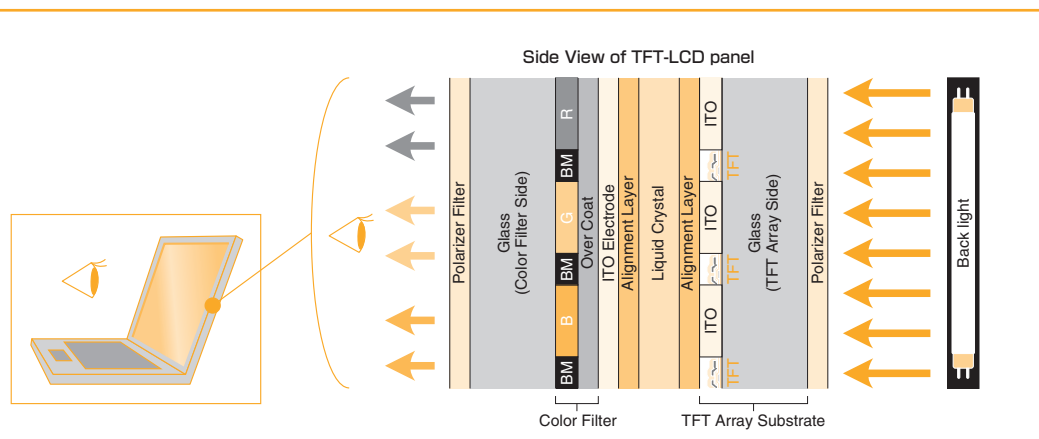 Side View of TFT-LCD panel
Polarizer Filter
Glass
(Color Filter Side)
R
BM
G
BM
B
BM
Over Coat
ITO Electrode
Alignment Layer
Liquid Crystal
Alignment Layer
ITO
TFT
ITO
TFT
ITO
TFT
Glass
(TFT Array Side)
Polarizer Filter
Back light
Color Filter
TFT Array Substrate